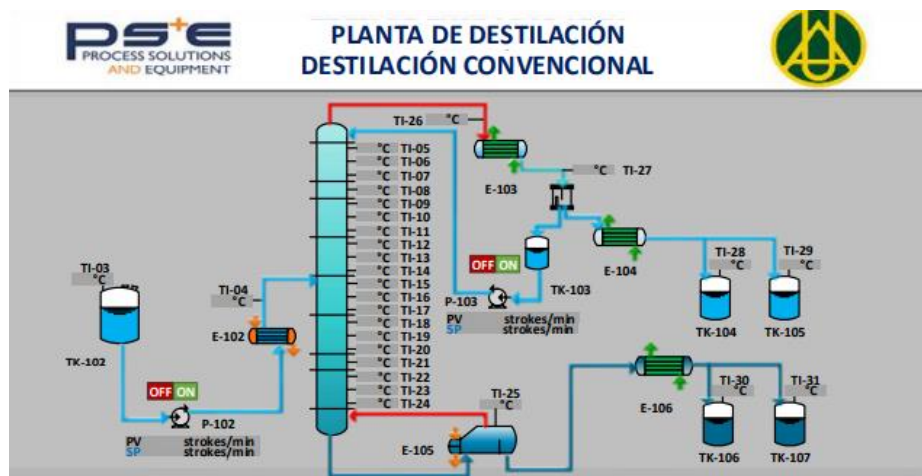 PS+E
PROCESS SOLUTIONS
AND EQUIPMENT
PLANTA DE DESTILACIÓN
DESTILACIÓN CONVENCIONAL
TI-26 °C
E-103
°C TI-27
°C TI-05
°C TI-06
°C TI-07
°C TI-08
°C TI-09
°C TI-10
°C TI-11
°C TI-12
°C TI-13
°C TI-14
°C TI-15
°C TI-16
°C TI-17
°C TI-18
°C TI-19
°C TI-20
°C TI-21
°C TI-22
°C TI-23
°C TI-24
TI-03
°C
TK-102
TI-04
°C
E-102
OFF ON
P-102
PV strokes/min
SP strokes/min
OFF ON
TK-103
P-103
PV strokes/min
SP strokes/min
E-104
TI-28
°C
TI-29
°C
TK-104
TK-105
TI-25
°C
E-105
E-106
TI-30
°C
TI-31
°C
TK-106
TK-107